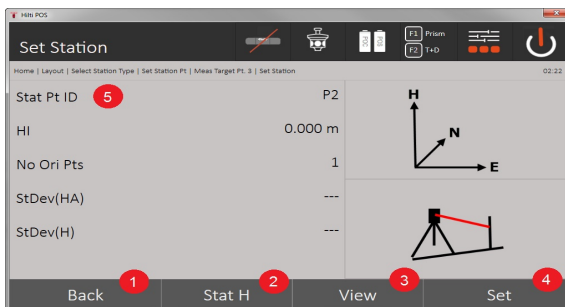 Hilti POS
Set Station
POC
POS
F1 Prism
F2 T+D
Home | Layout | Select Station Type | Set Station Pt | Meas Target Pt. 3 | Set Station
02:22
Stat Pt ID 5 P2
HI 0.000 m
No Ori Pts 1
StDev(HA) ---
StDev(H) ---
H
N
E
1
2
3
4
Back
Stat H
View
Set